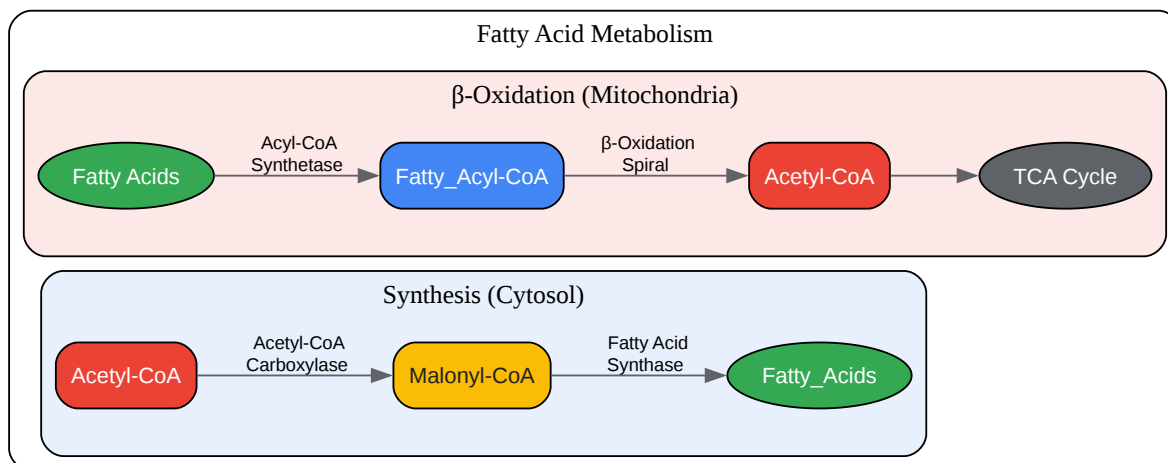 Fatty Acid Metabolism
β-Oxidation (Mitochondria)
Fatty Acids
Acyl-CoA
Synthetase
Fatty_Acyl-CoA
β-Oxidation
Spiral
Acetyl-CoA
TCA Cycle
Synthesis (Cytosol)
Acetyl-CoA
Acetyl-CoA
Carboxylase
Malonyl-CoA
Fatty Acid
Synthase
Fatty_Acids